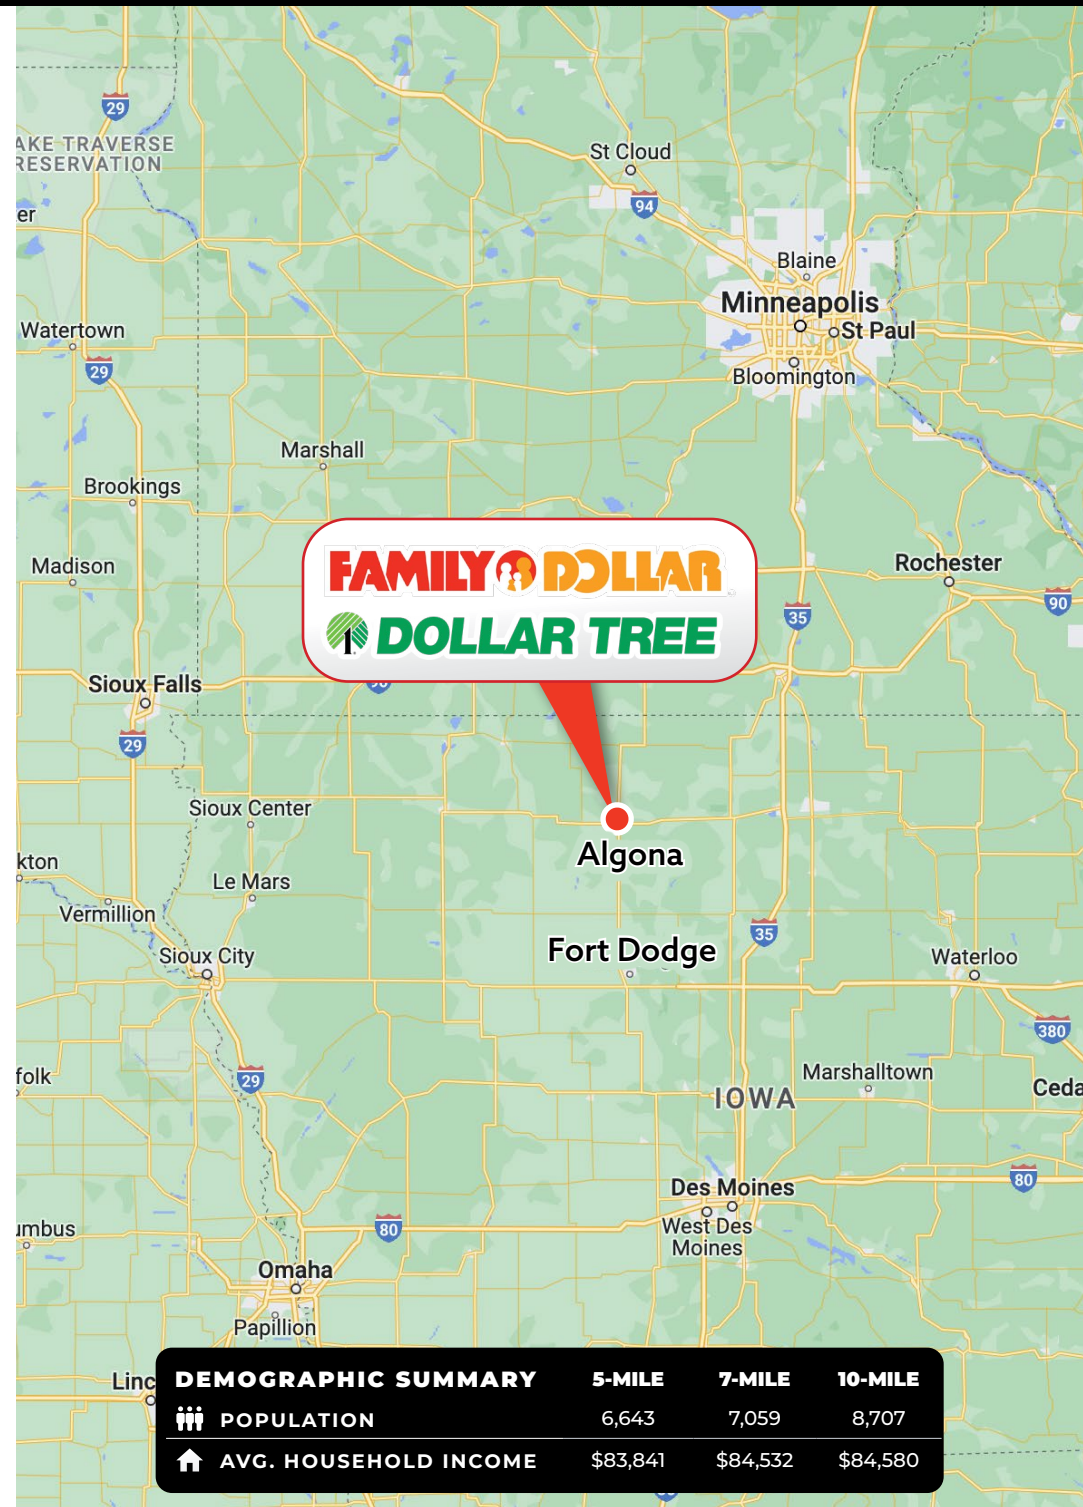 29
AKE TRAVERSE
RESERVATION
St Cloud
94
er
Blaine
Minneapolis
St Paul
Watertown
29
Bloomington
Marshall
Brookings
FAMILY DOLLAR
Madison
Rochester
90
35
1
DOLLAR TREE
Sioux Falls
29
Sioux Center
Algona
kton
Le Mars
Vermillion
35
Fort Dodge
Sioux City
Waterloo
380
folk
29
Marshalltown
Ceda
IOWA
80
Des Moines
umbus
80
West Des
Moines
Omaha
Papillion
Linc
DEMOGRAPHIC SUMMARY 5-MILE 7-MILE 10-MILE
POPULATION 6,643 7,059 8,707
AVG. HOUSEHOLD INCOME $83,841 $84,532 $84,580